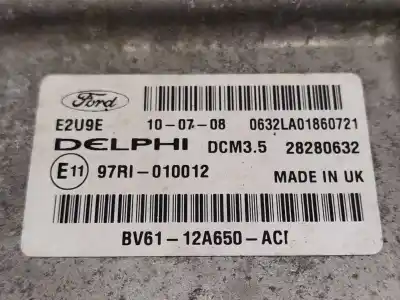 Ford
E2U9E 10-07-08 0632LA01860721
DELPHI DCM3.5 28280632
E11 97RI-010012 MADE IN UK
BV61-12A650-ACI